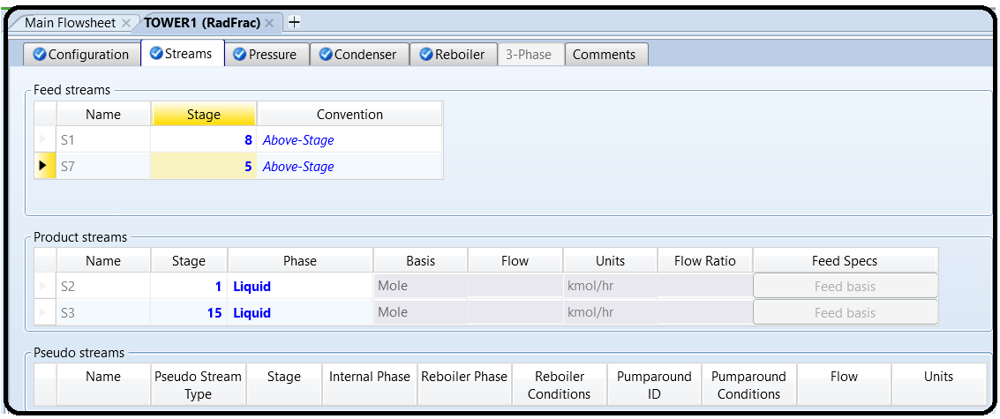 Main Flowsheet TOWER1 (RadFrac)
Configuration Streams Pressure Condenser Reboiler 3-Phase Comments
Feed streams
Name Stage Convention
S1 8 Above-Stage
S7 5 Above-Stage
Product streams
Name Stage Phase Basis Flow Units Flow Ratio Feed Specs
S2 1 Liquid Mole kmol/hr Feed basis
S3 15 Liquid Mole kmol/hr Feed basis
Pseudo streams
Name Pseudo Stream Stage Internal Phase Reboiler Phase Reboiler Pumparound Pumparound Flow Units
Type Conditions ID Conditions